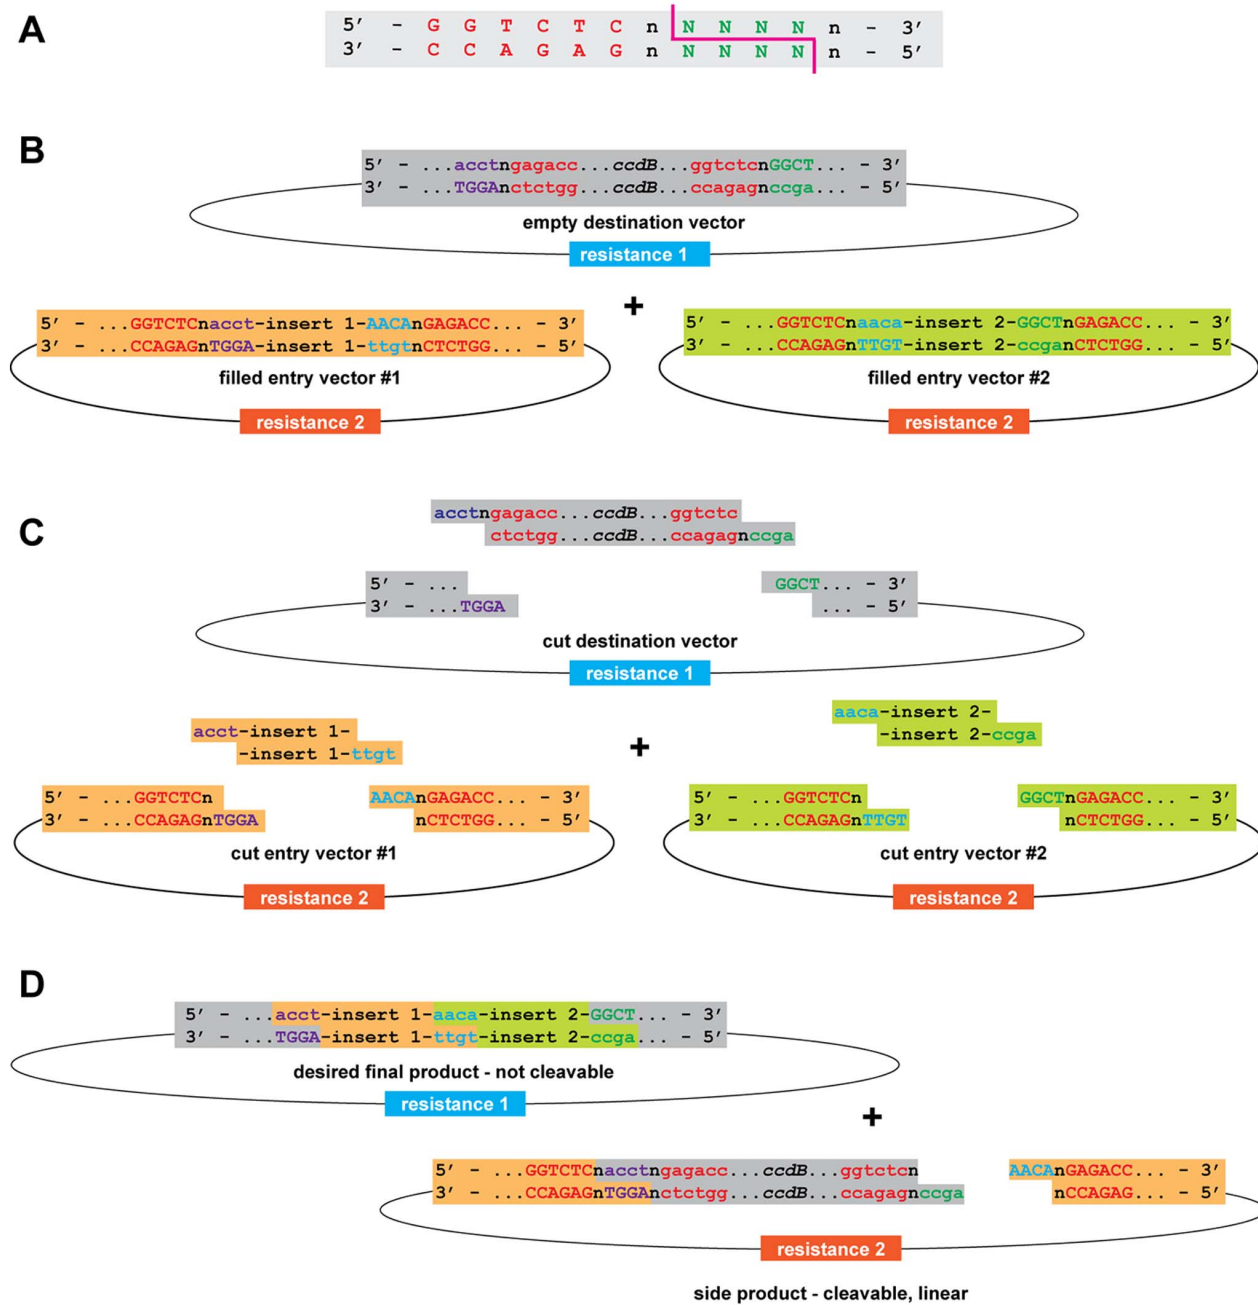 A
5′ - G G T C T C n N N N N n - 3′
3′ - C C A G A G n N N N N n - 5′
B
5′ - ...acctngagacc...ccdB...ggtctcnGGCT... - 3′
3′ - ...TGGAnctctgg...ccdB...ccagagnccga... - 5′
empty destination vector
resistance 1
+
5′ - ...GGTCTCnacct-insert 1-AACAnGAGACC... - 3′
3′ - ...CCAGAGnTGGA-insert 1-ttgtnCTCTGG... - 5′
filled entry vector #1
resistance 2
5′ - ...GGTCTCnaaca-insert 2-GGCTnGAGACC... - 3′
3′ - ...CCAGAGnTTGT-insert 2-ccganCTCTGG... - 5′
filled entry vector #2
resistance 2
C
acctngagacc...ccdB...ggtctc
ctctgg...ccdB...ccagagnccga
5′ - ...
3′ - ...TGGA
GGCT... - 3′
... - 5′
cut destination vector
resistance 1
acct-insert 1-
-insert 1-ttgt
+
aaca-insert 2-
-insert 2-ccga
5′ - ...GGTCTCn
3′ - ...CCAGAGnTGGA
AACAnGAGACC... - 3′
nCTCTGG... - 5′
cut entry vector #1
resistance 2
5′ - ...GGTCTCn
3′ - ...CCAGAGnTTGT
GGCTnGAGACC... - 3′
nCTCTGG... - 5′
cut entry vector #2
resistance 2
D
5′ - ...acct-insert 1-aaca-insert 2-GGCT... - 3′
3′ - ...TGGA-insert 1-ttgt-insert 2-ccga... - 5′
desired final product - not cleavable
resistance 1
+
5′ - ...GGTCTCnacctngagacc...ccdB...ggtctcn
3′ - ...CCAGAGnTGGAnctctgg...ccdB...ccagagnccga
AACAnGAGACC... - 3′
nCCAGAG... - 5′
resistance 2
side product - cleavable, linear